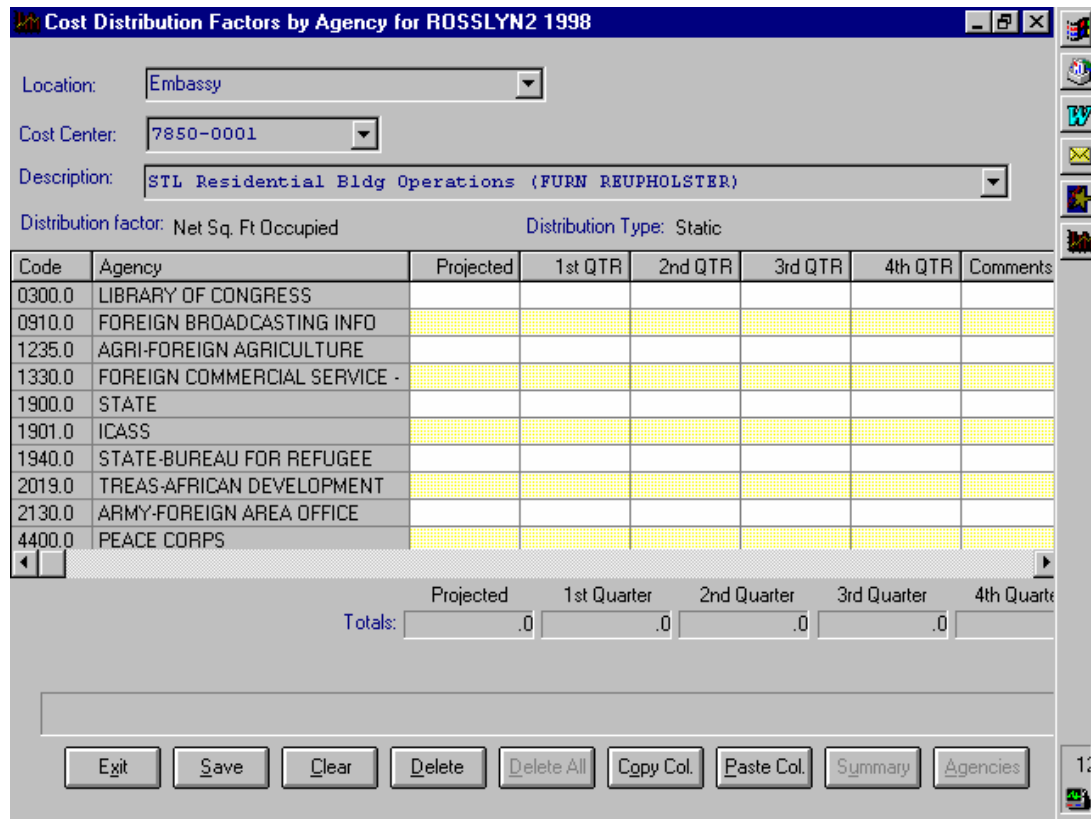 Cost Distribution Factors by Agency for ROSSLYN2 1998
Location: Embassy
Cost Center: 7850-0001
Description: STL Residential Bldg Operations (FURN REUPHOLSTER)
Distribution factor: Net Sq. Ft Occupied Distribution Type: Static
Code Agency Projected 1st QTR 2nd QTR 3rd QTR 4th QTR Comments
0300.0 LIBRARY OF CONGRESS
0910.0 FOREIGN BROADCASTING INFO
1235.0 AGRI-FOREIGN AGRICULTURE
1330.0 FOREIGN COMMERCIAL SERVICE -
1900.0 STATE
1901.0 ICASS
1940.0 STATE-BUREAU FOR REFUGEE
2019.0 TREAS-AFRICAN DEVELOPMENT
2130.0 ARMY-FOREIGN AREA OFFICE
4400.0 PEACE CORPS
Projected 1st Quarter 2nd Quarter 3rd Quarter 4th Quarte
Totals: .0 .0 .0 .0
Exit Save Clear Delete Delete All Copy Col. Paste Col. Summary Agencies
12